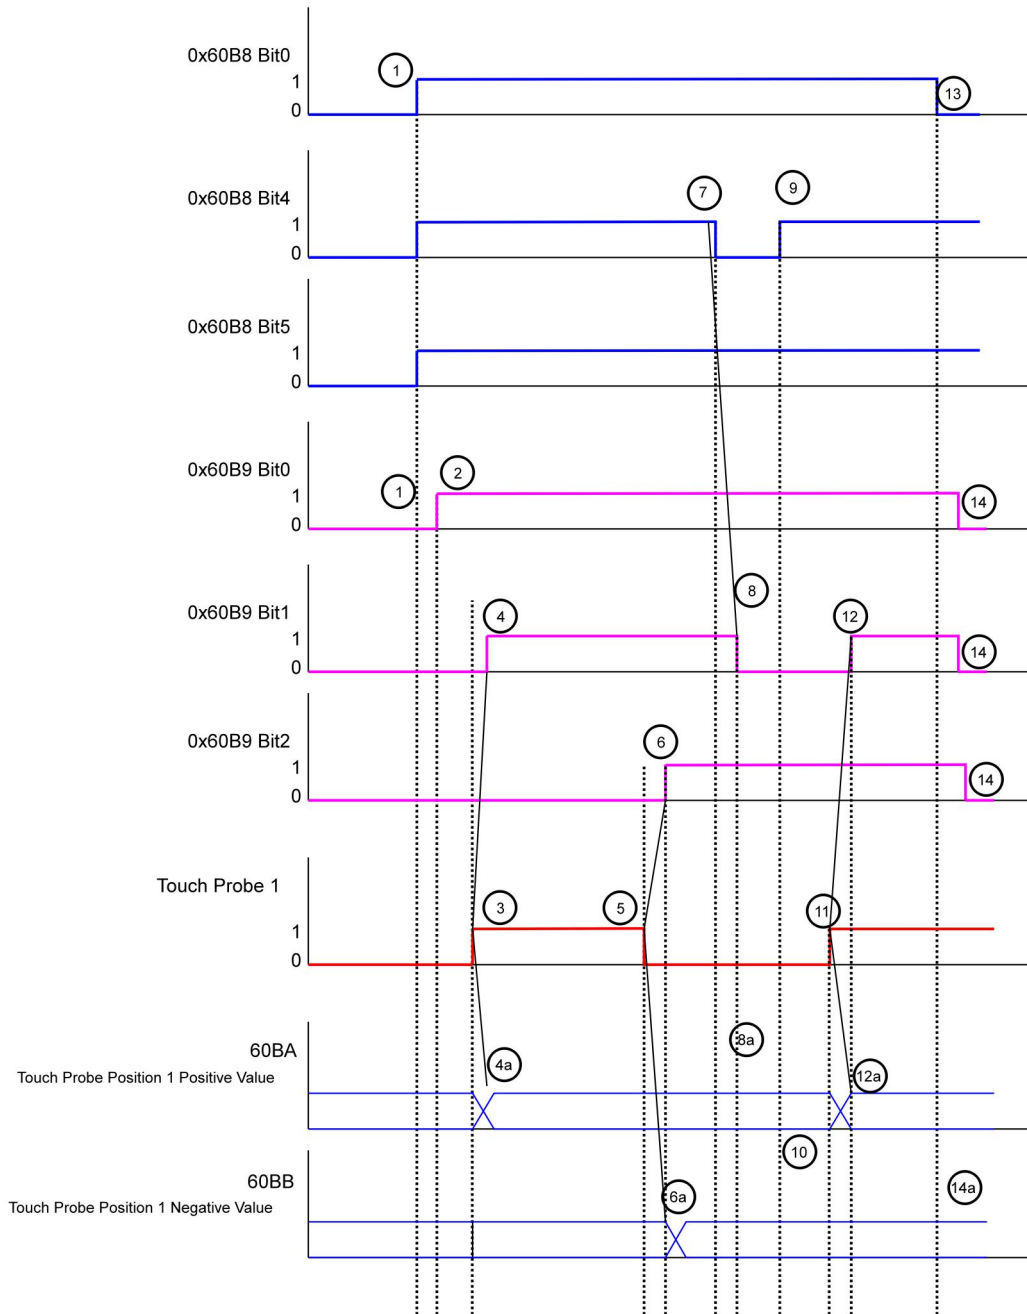 0x60B8 Bit0
1
1
0
13
0x60B8 Bit4
7
9
1
0
0x60B8 Bit5
1
0
0x60B9 Bit0
2
1
1
14
0
0x60B9 Bit1
4
8
12
1
0
14
0x60B9 Bit2
6
1
0
14
Touch Probe 1
3
5
11
1
0
60BA
8a
4a
Touch Probe Position 1 Positive Value
12a
10
60BB
6a
14a
Touch Probe Position 1 Negative Value